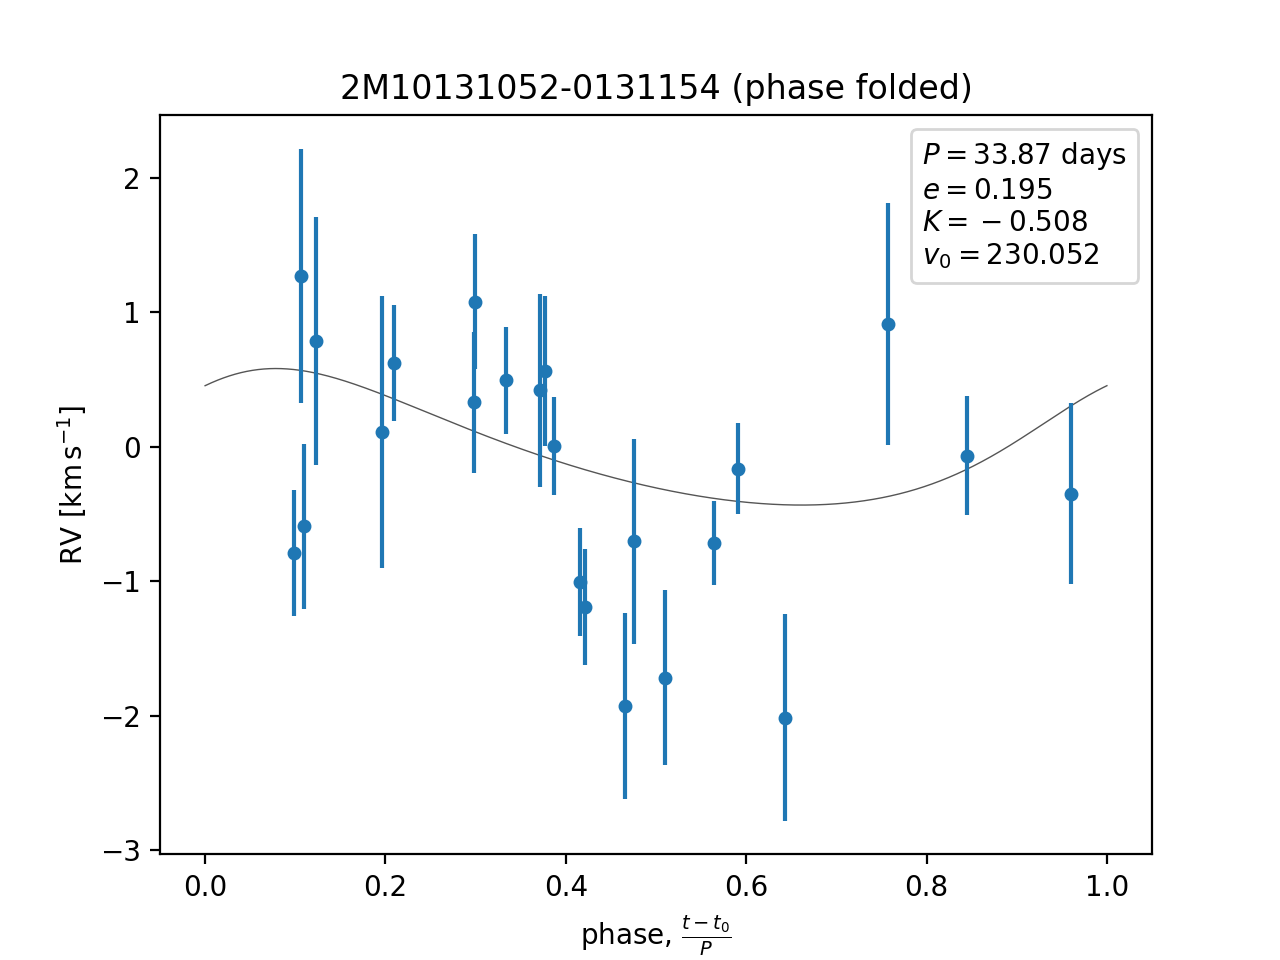 2M10131052-0131154 (phase folded)
P = 33.87 days
e = 0.195
K = −0.508
v₀ = 230.052
2
1
0
−1
−2
−3
RV [km s⁻¹]
0.0 0.2 0.4 0.6 0.8 1.0
phase, (t − t₀)/P